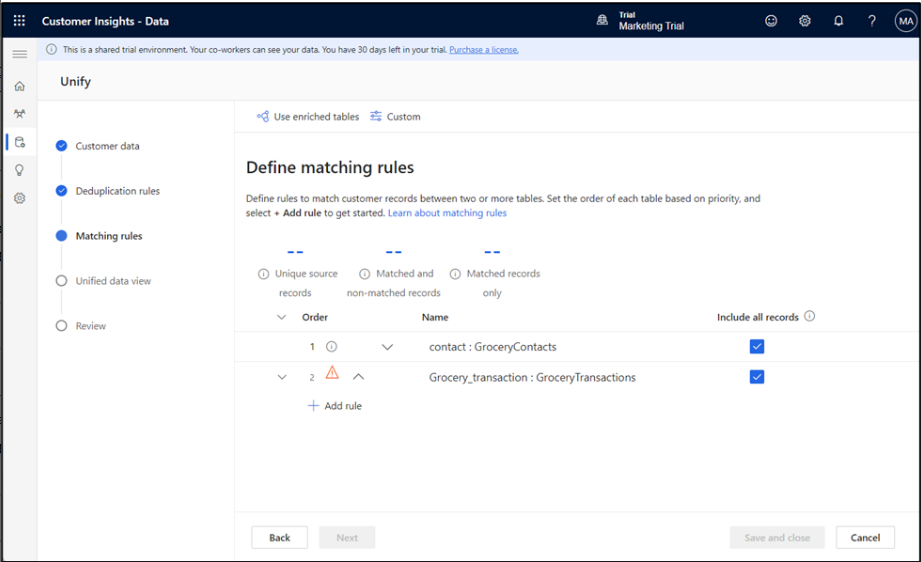 Customer Insights - Data
Trial
Marketing Trial
?
MA
This is a shared trial environment. Your co-workers can see your data. You have 30 days left in your trial. Purchase a license.
Unify
Use enriched tables
Custom
Customer data
Deduplication rules
Matching rules
Unified data view
Review
Define matching rules
Define rules to match customer records between two or more tables. Set the order of each table based on priority, and
select + Add rule to get started. Learn about matching rules
-- -- --
Unique source Matched and Matched records
records non-matched records only
Order Name Include all records
1 contact : GroceryContacts
2 Grocery_transaction : GroceryTransactions
+ Add rule
Back Next Save and close Cancel